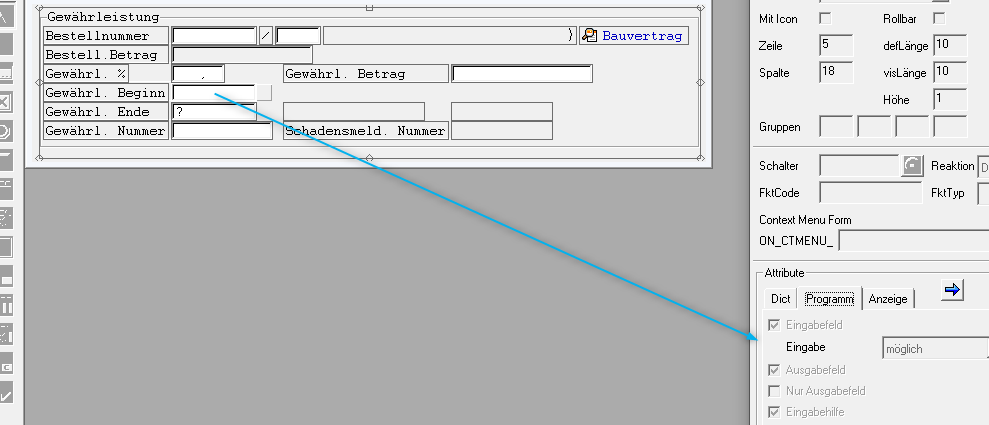 Gewährleistung
Bestellnummer / ) Bauvertrag
Bestell.Betrag
Gewährl. % , Gewährl. Betrag
Gewährl. Beginn
Gewährl. Ende ?
Gewährl. Nummer Schadensmeld. Nummer
Mit Icon Rollbar
Zeile 5 defLänge 10
Spalte 18 visLänge 10
Höhe 1
Gruppen
Schalter Reaktion D
FktCode FktTyp
Context Menu Form
ON_CTMENU_
Attribute
Dict Programm Anzeige
Eingabefeld
Eingabe möglich
Ausgabefeld
Nur Ausgabefeld
Eingabehilfe